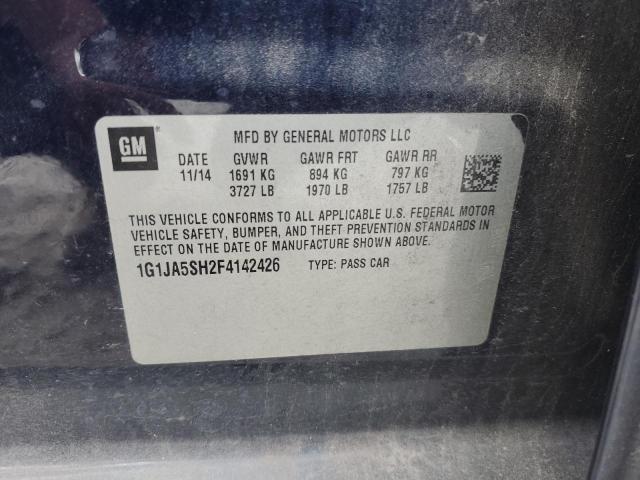 GM
MFD BY GENERAL MOTORS LLC
DATE GVWR GAWR FRT GAWR RR
11/14 1691 KG 894 KG 797 KG
3727 LB 1970 LB 1757 LB
THIS VEHICLE CONFORMS TO ALL APPLICABLE U.S. FEDERAL MOTOR
VEHICLE SAFETY, BUMPER, AND THEFT PREVENTION STANDARDS IN
EFFECT ON THE DATE OF MANUFACTURE SHOWN ABOVE.
1G1JA5SH2F4142426 TYPE: PASS CAR